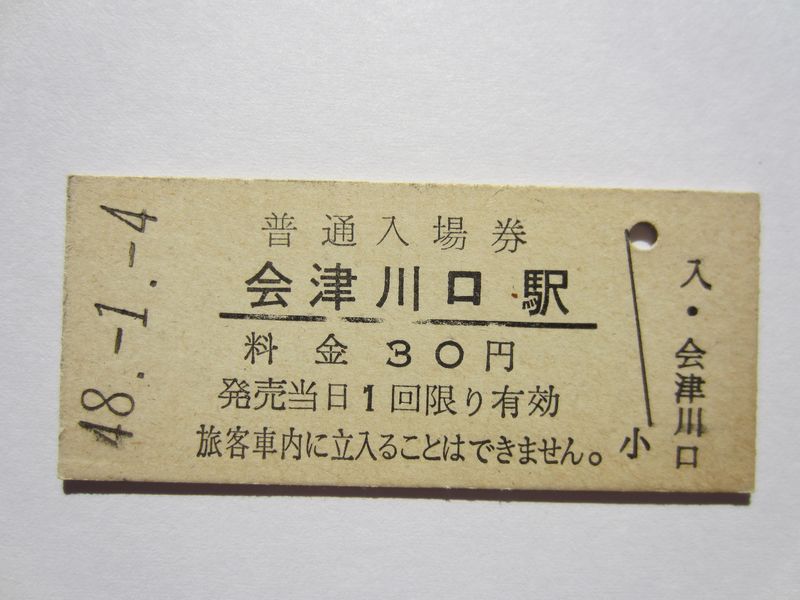 48.-1.-4
普通入場券
会津川口駅
料金30円
発売当日1回限り有効
旅客車内に立入ることはできません。
小
入・会津川口